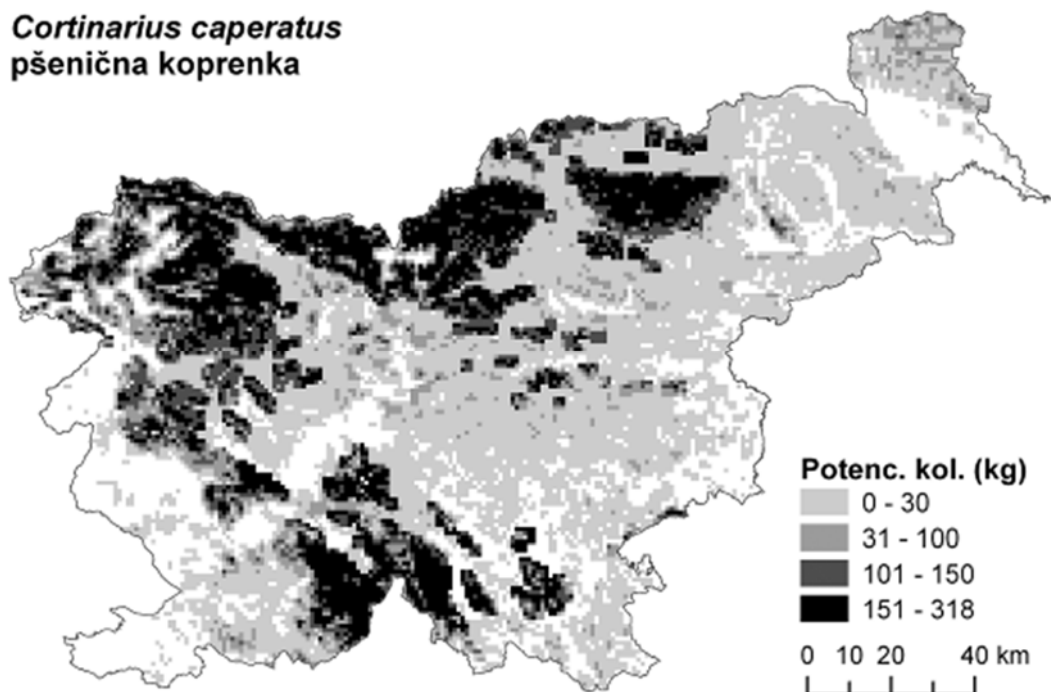 Cortinarius caperatus
pšenična koprenka
Potenc. kol. (kg)
0 - 30
31 - 100
101 - 150
151 - 318
0 10 20 40 km